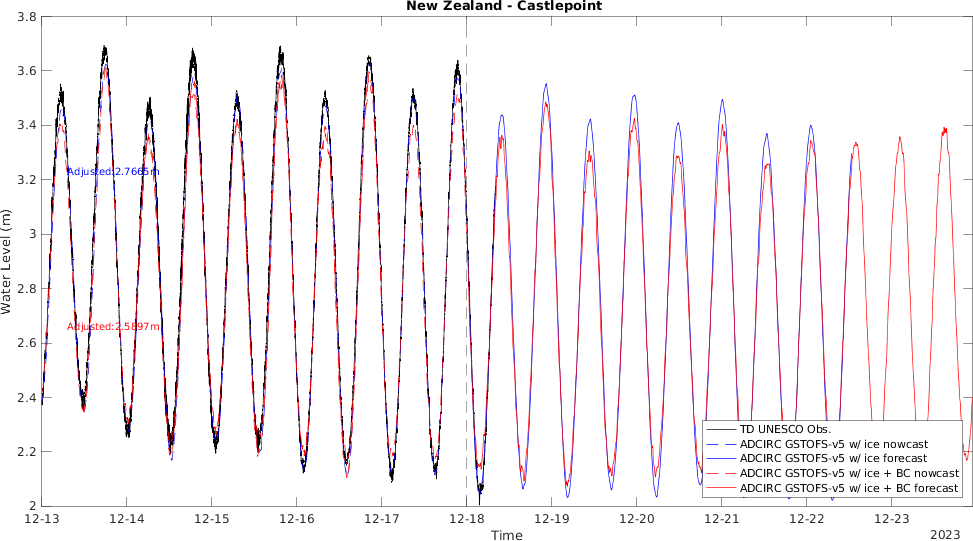 New Zealand - Castlepoint
3.8
3.6
3.4
3.2
3
2.8
2.6
2.4
2.2
2
Water Level (m)
Adjusted:2.7665m
Adjusted:2.5897m
TD UNESCO Obs.
ADCIRC GSTOFS-v5 w/ ice nowcast
ADCIRC GSTOFS-v5 w/ ice forecast
ADCIRC GSTOFS-v5 w/ ice + BC nowcast
ADCIRC GSTOFS-v5 w/ ice + BC forecast
12-13 12-14 12-15 12-16 12-17 12-18 12-19 12-20 12-21 12-22 12-23
Time
2023